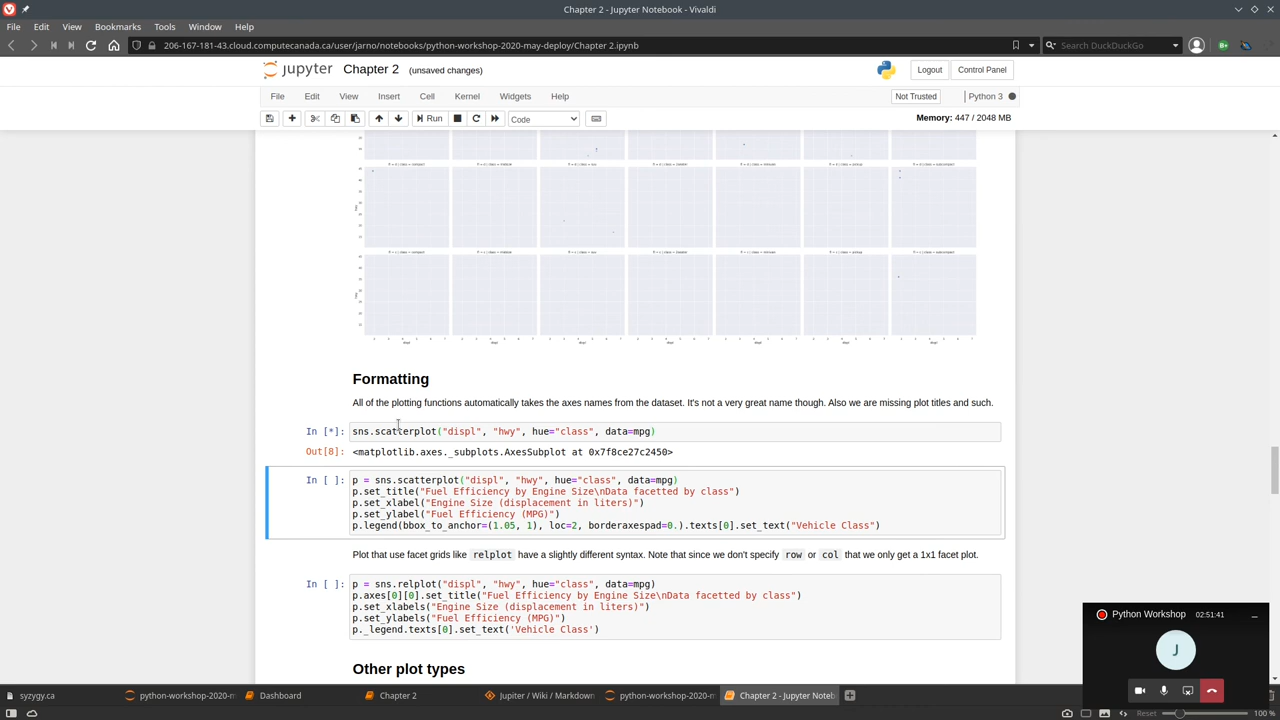 Chapter 2 - Jupyter Notebook - Vivaldi
File Edit View Bookmarks Tools Window Help
206-167-181-43.cloud.computecanada.ca/user/jarno/notebooks/python-workshop-2020-may-deploy/Chapter 2.ipynb
Search DuckDuckGo
jupyter Chapter 2 (unsaved changes)
Logout Control Panel
File Edit View Insert Cell Kernel Widgets Help
Not Trusted Python 3
Run Code
Memory: 447 / 2048 MB
Formatting
All of the plotting functions automatically takes the axes names from the dataset. It's not a very great name though. Also we are missing plot titles and such.
In [*]: sns.scatterplot("displ", "hwy", hue="class", data=mpg)
Out[8]: <matplotlib.axes._subplots.AxesSubplot at 0x7f8ce27c2450>
In [ ]: p = sns.scatterplot("displ", "hwy", hue="class", data=mpg)
p.set_title("Fuel Efficiency by Engine Size\nData facetted by class")
p.set_xlabel("Engine Size (displacement in liters)")
p.set_ylabel("Fuel Efficiency (MPG)")
p.legend(bbox_to_anchor=(1.05, 1), loc=2, borderaxespad=0.).texts[0].set_text("Vehicle Class")
Plot that use facet grids like relplot have a slightly different syntax. Note that since we don't specify row or col that we only get a 1x1 facet plot.
In [ ]: p = sns.relplot("displ", "hwy", hue="class", data=mpg)
p.axes[0][0].set_title("Fuel Efficiency by Engine Size\nData facetted by class")
p.set_xlabels("Engine Size (displacement in liters)")
p.set_ylabels("Fuel Efficiency (MPG)")
p._legend.texts[0].set_text('Vehicle Class')
Other plot types
Python Workshop 02:51:41
J
syzygy.ca
python-workshop-2020-m
Dashboard
Chapter 2
Jupiter / Wiki / Markdown
python-workshop-2020-m
Chapter 2 - Jupyter Noteb
Reset 100 %